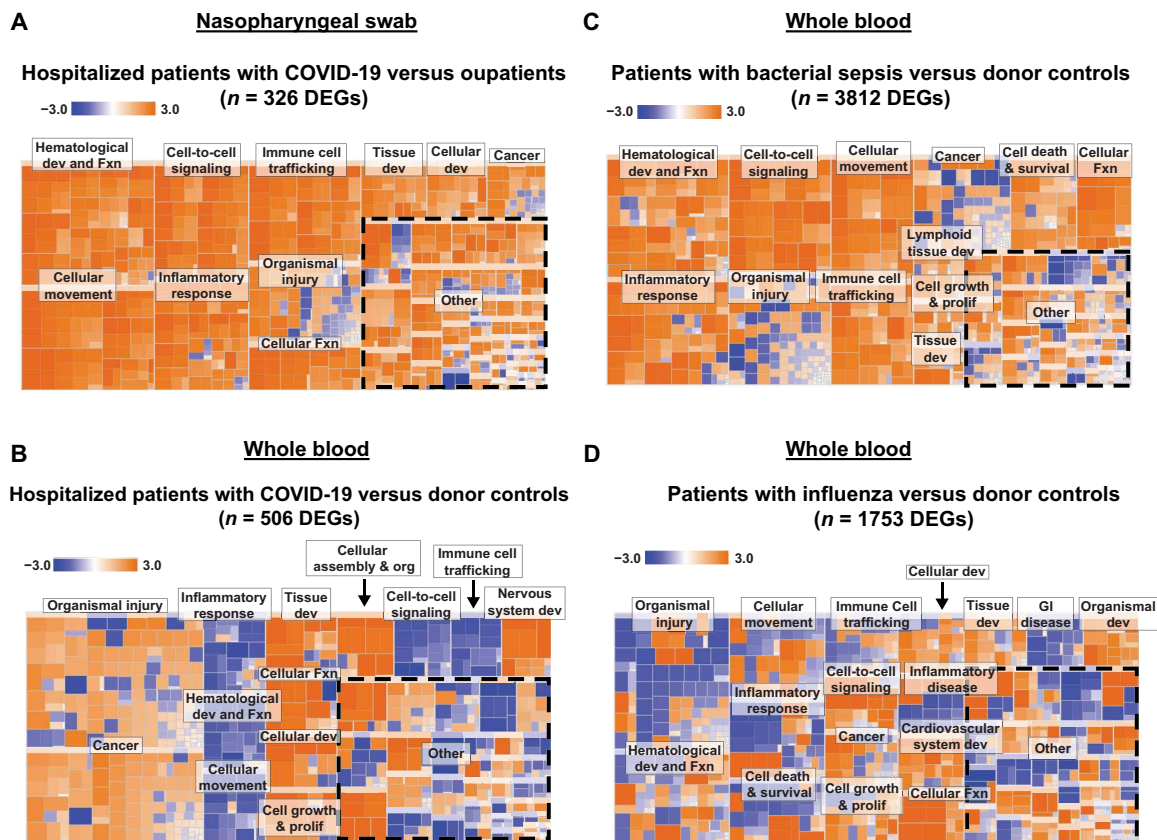 A
Nasopharyngeal swab
Hospitalized patients with COVID-19 versus oupatients
(n = 326 DEGs)
−3.0
3.0
Hematological
dev and Fxn
Cell-to-cell
signaling
Immune cell
trafficking
Tissue
dev
Cellular
dev
Cancer
Cellular
movement
Inflammatory
response
Organismal
injury
Other
Cellular Fxn
C
Whole blood
Patients with bacterial sepsis versus donor controls
(n = 3812 DEGs)
−3.0
3.0
Hematological
dev and Fxn
Cell-to-cell
signaling
Cellular
movement
Cancer
Cell death
& survival
Cellular
Fxn
Lymphoid
tissue dev
Inflammatory
response
Organismal
injury
Immune cell
trafficking
Cell growth
& prolif
Other
Tissue
dev
B
Whole blood
Hospitalized patients with COVID-19 versus donor controls
(n = 506 DEGs)
−3.0
3.0
Cellular
assembly & org
Immune cell
trafficking
Organismal injury
Inflammatory
response
Tissue
dev
Cell-to-cell
signaling
Nervous
system dev
Cellular Fxn
Hematological
dev and Fxn
Cellular dev
Cancer
Other
Cellular
movement
Cell growth
& prolif
D
Whole blood
Patients with influenza versus donor controls
(n = 1753 DEGs)
−3.0
3.0
Cellular dev
Organismal
injury
Cellular
movement
Immune Cell
trafficking
Tissue
dev
GI
disease
Organismal
dev
Cell-to-cell
signaling
Inflammatory
disease
Inflammatory
response
Cancer
Cardiovascular
system dev
Other
Hematological
dev and Fxn
Cell death
& survival
Cell growth
& prolif
Cellular Fxn